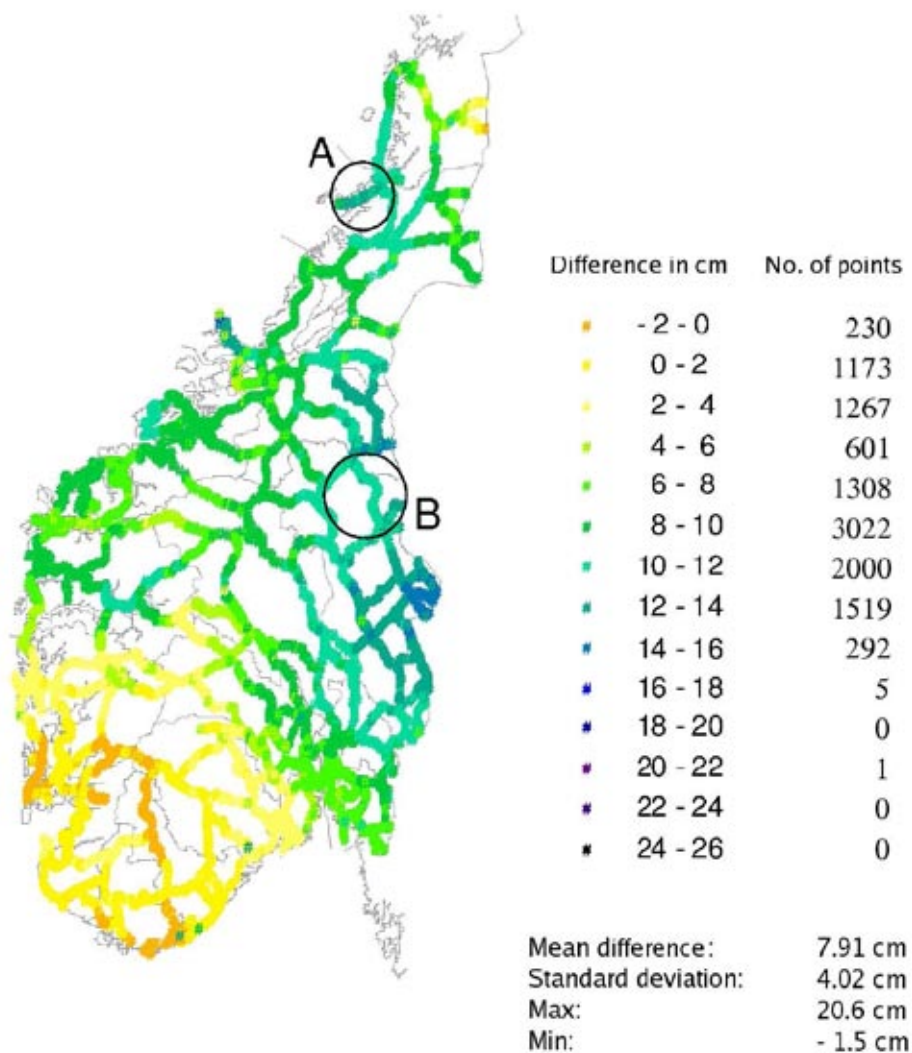 A
B
Difference in cm No. of points
- 2 - 0 230
0 - 2 1173
2 - 4 1267
4 - 6 601
6 - 8 1308
8 - 10 3022
10 - 12 2000
12 - 14 1519
14 - 16 292
16 - 18 5
18 - 20 0
20 - 22 1
22 - 24 0
24 - 26 0
Mean difference: 7.91 cm
Standard deviation: 4.02 cm
Max: 20.6 cm
Min: - 1.5 cm